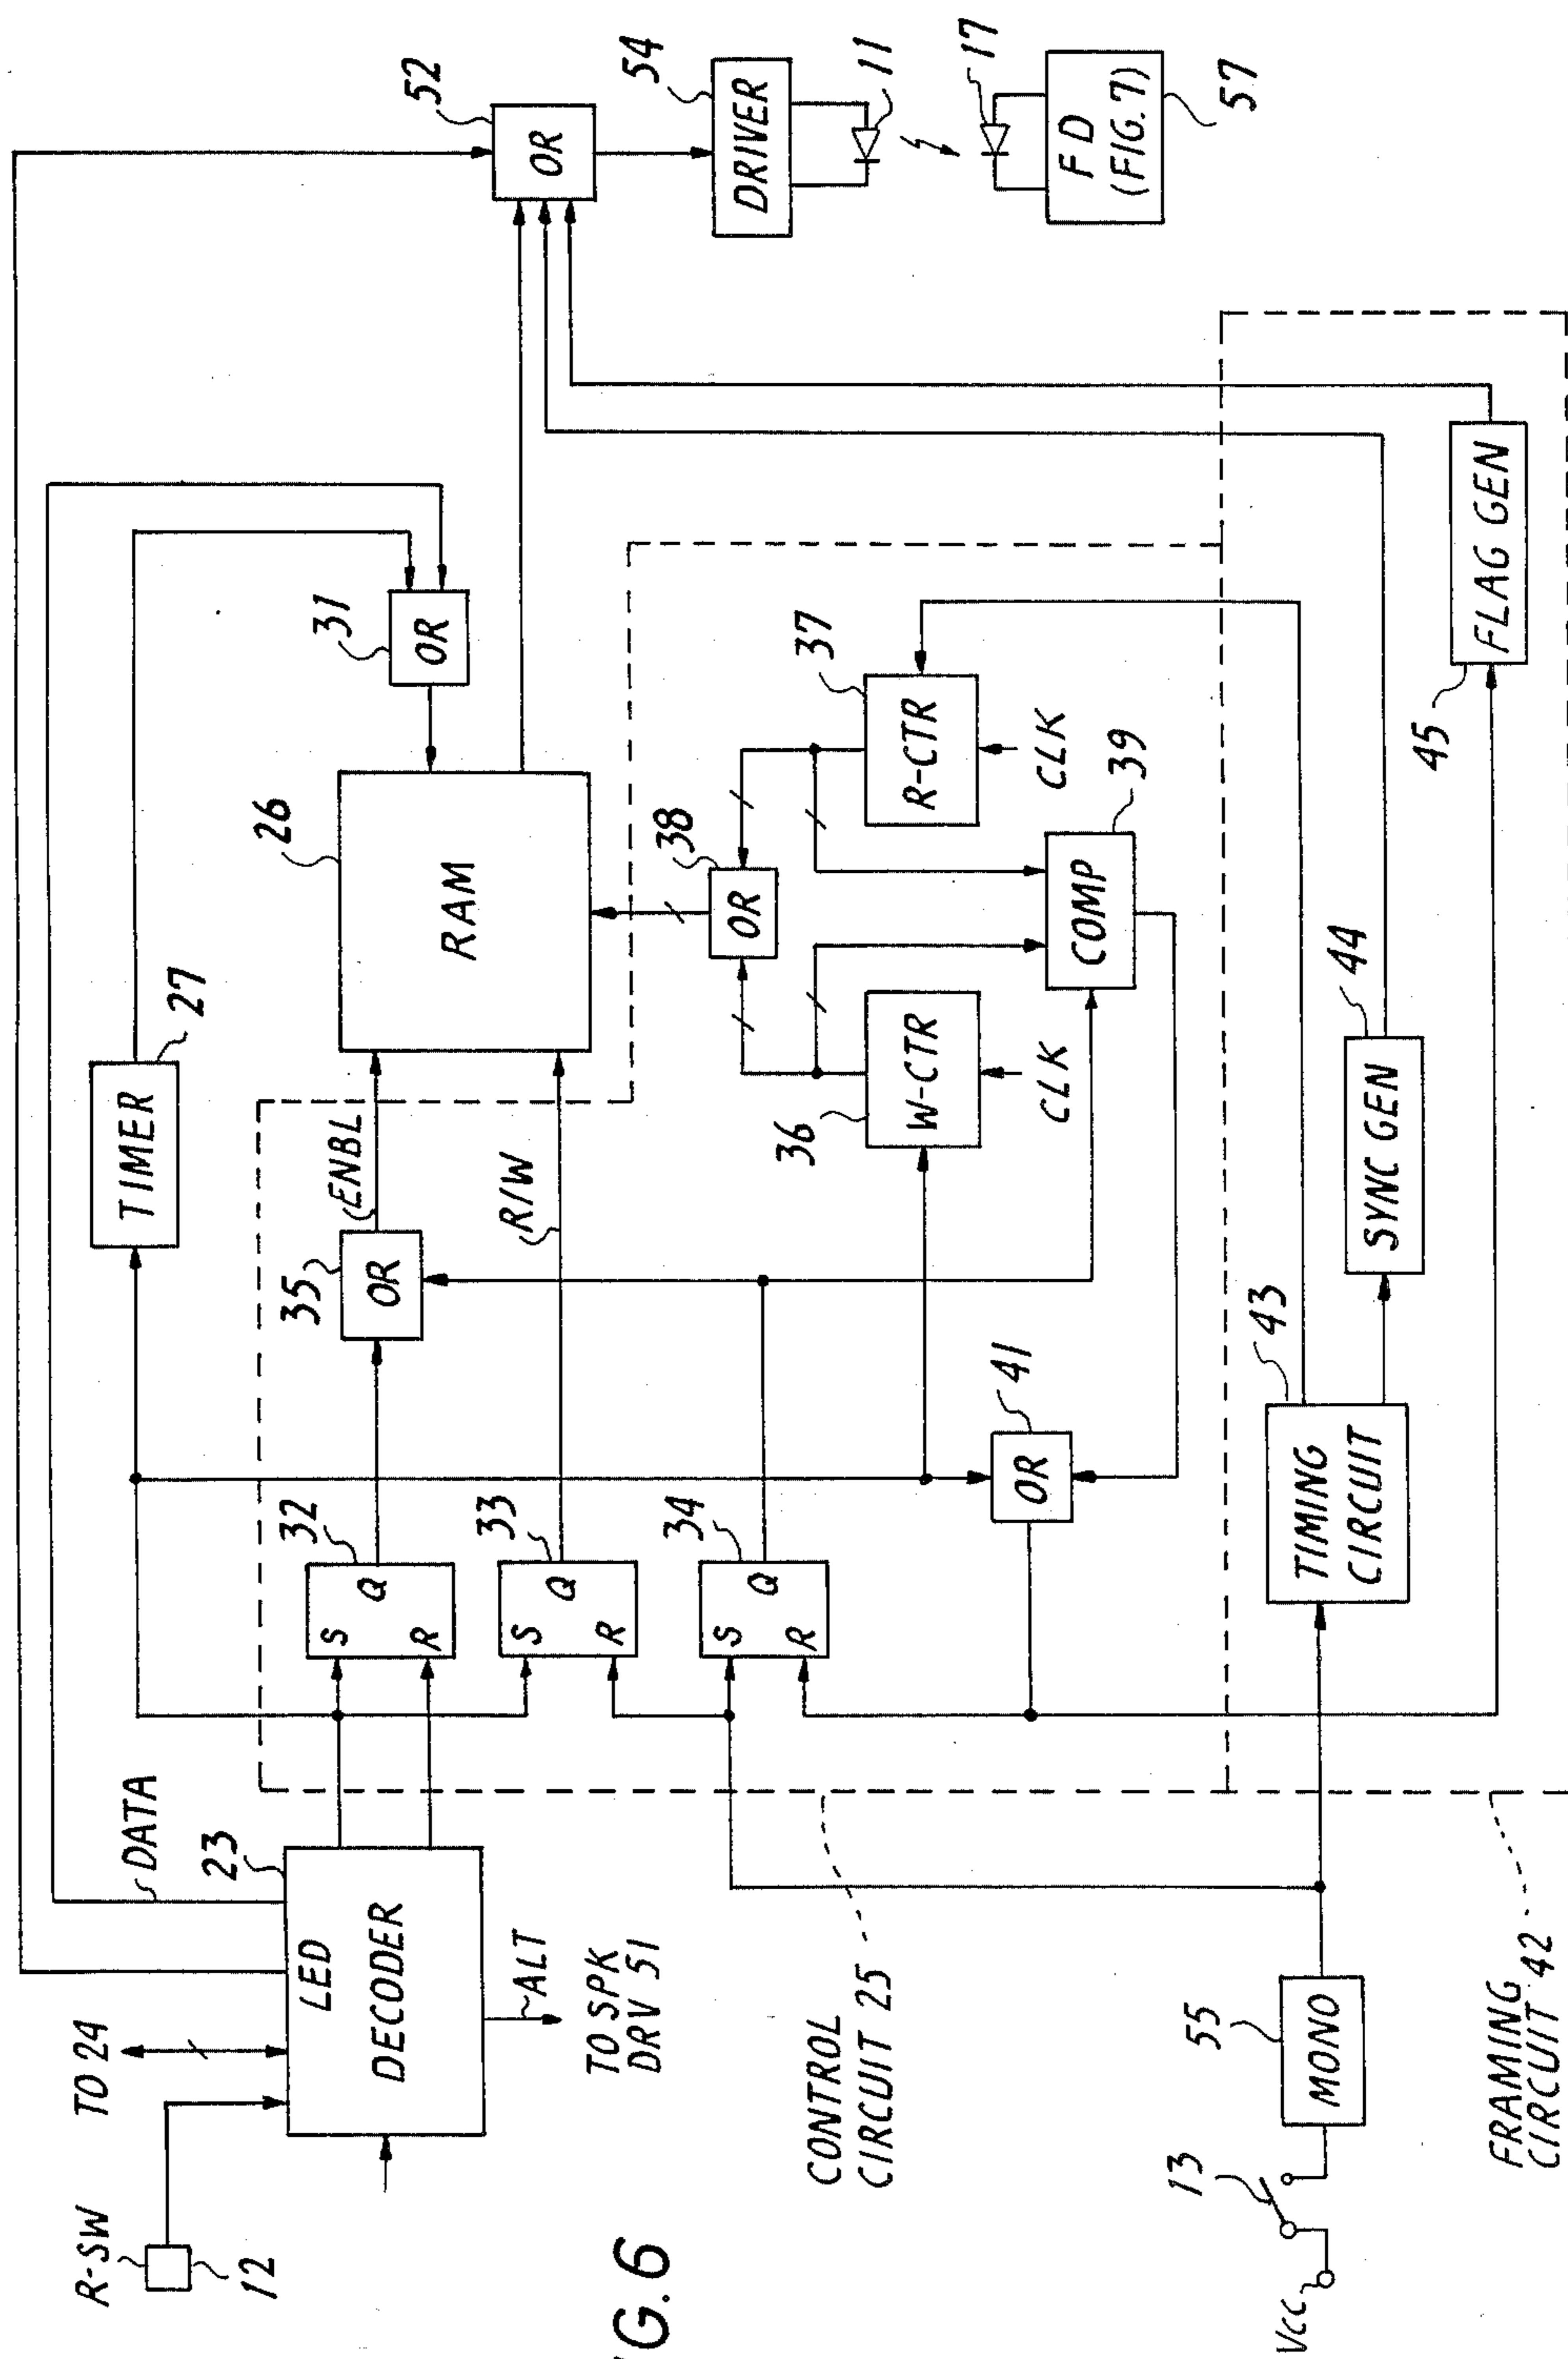 R-SW
12
TO 24
DATA
23
LED
DECODER
ALT
TO SPK
DRV 51
TIMER
27
32
S
Q
R
33
S
Q
R
34
S
Q
R
35
OR
ENBL
R/W
26
RAM
31
OR
52
OR
54
DRIVER
11
17
FD
(FIG. 7)
57
36
W-CTR
CLK
38
OR
37
R-CTR
CLK
39
COMP
41
OR
CONTROL
CIRCUIT 25
43
TIMING
CIRCUIT
44
SYNC GEN
45
FLAG GEN
FRAMING
CIRCUIT 42
VCC
13
55
MONO
G. 6